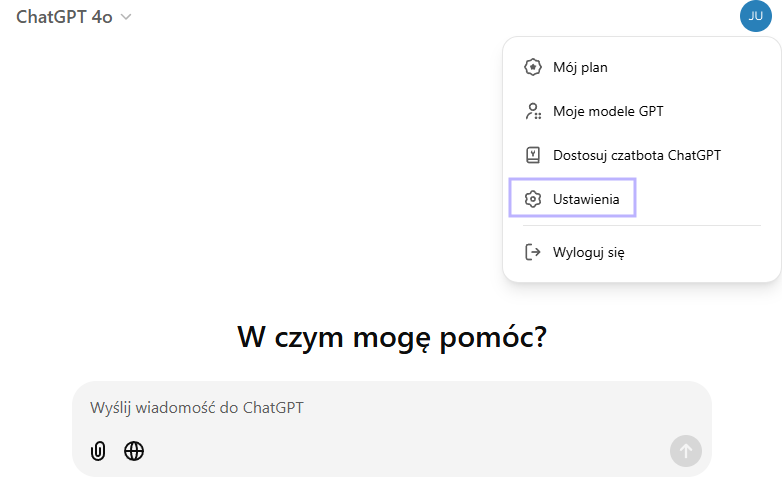 ChatGPT 4o
JU
Mój plan
Moje modele GPT
Dostosuj czatbota ChatGPT
Ustawienia
Wyloguj się
W czym mogę pomóc?
Wyślij wiadomość do ChatGPT